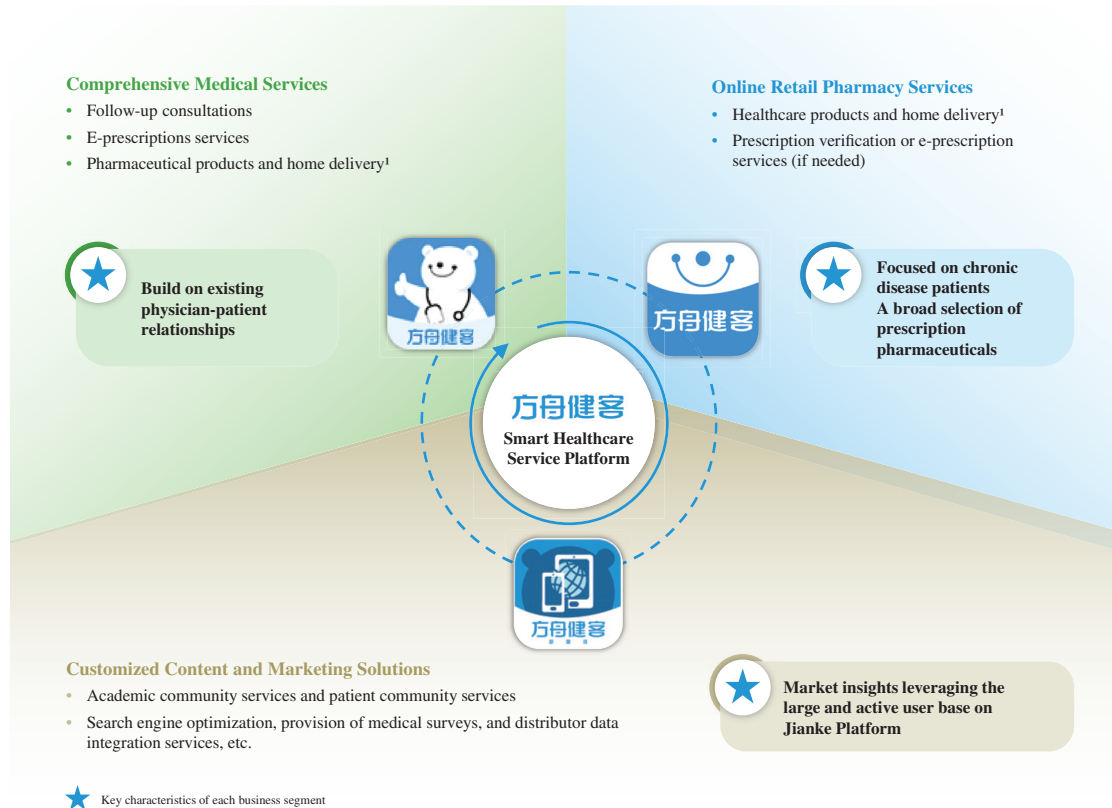 Comprehensive Medical Services
• Follow-up consultations
• E-prescriptions services
• Pharmaceutical products and home delivery¹
Online Retail Pharmacy Services
• Healthcare products and home delivery¹
• Prescription verification or e-prescription
services (if needed)
Build on existing
physician-patient
relationships
方舟健客
方舟健客
Focused on chronic
disease patients
A broad selection of
prescription
pharmaceuticals
方舟健客
Smart Healthcare
Service Platform
方舟健客
Customized Content and Marketing Solutions
• Academic community services and patient community services
• Search engine optimization, provision of medical surveys, and distributor data
integration services, etc.
Market insights leveraging the
large and active user base on
Jianke Platform
Key characteristics of each business segment